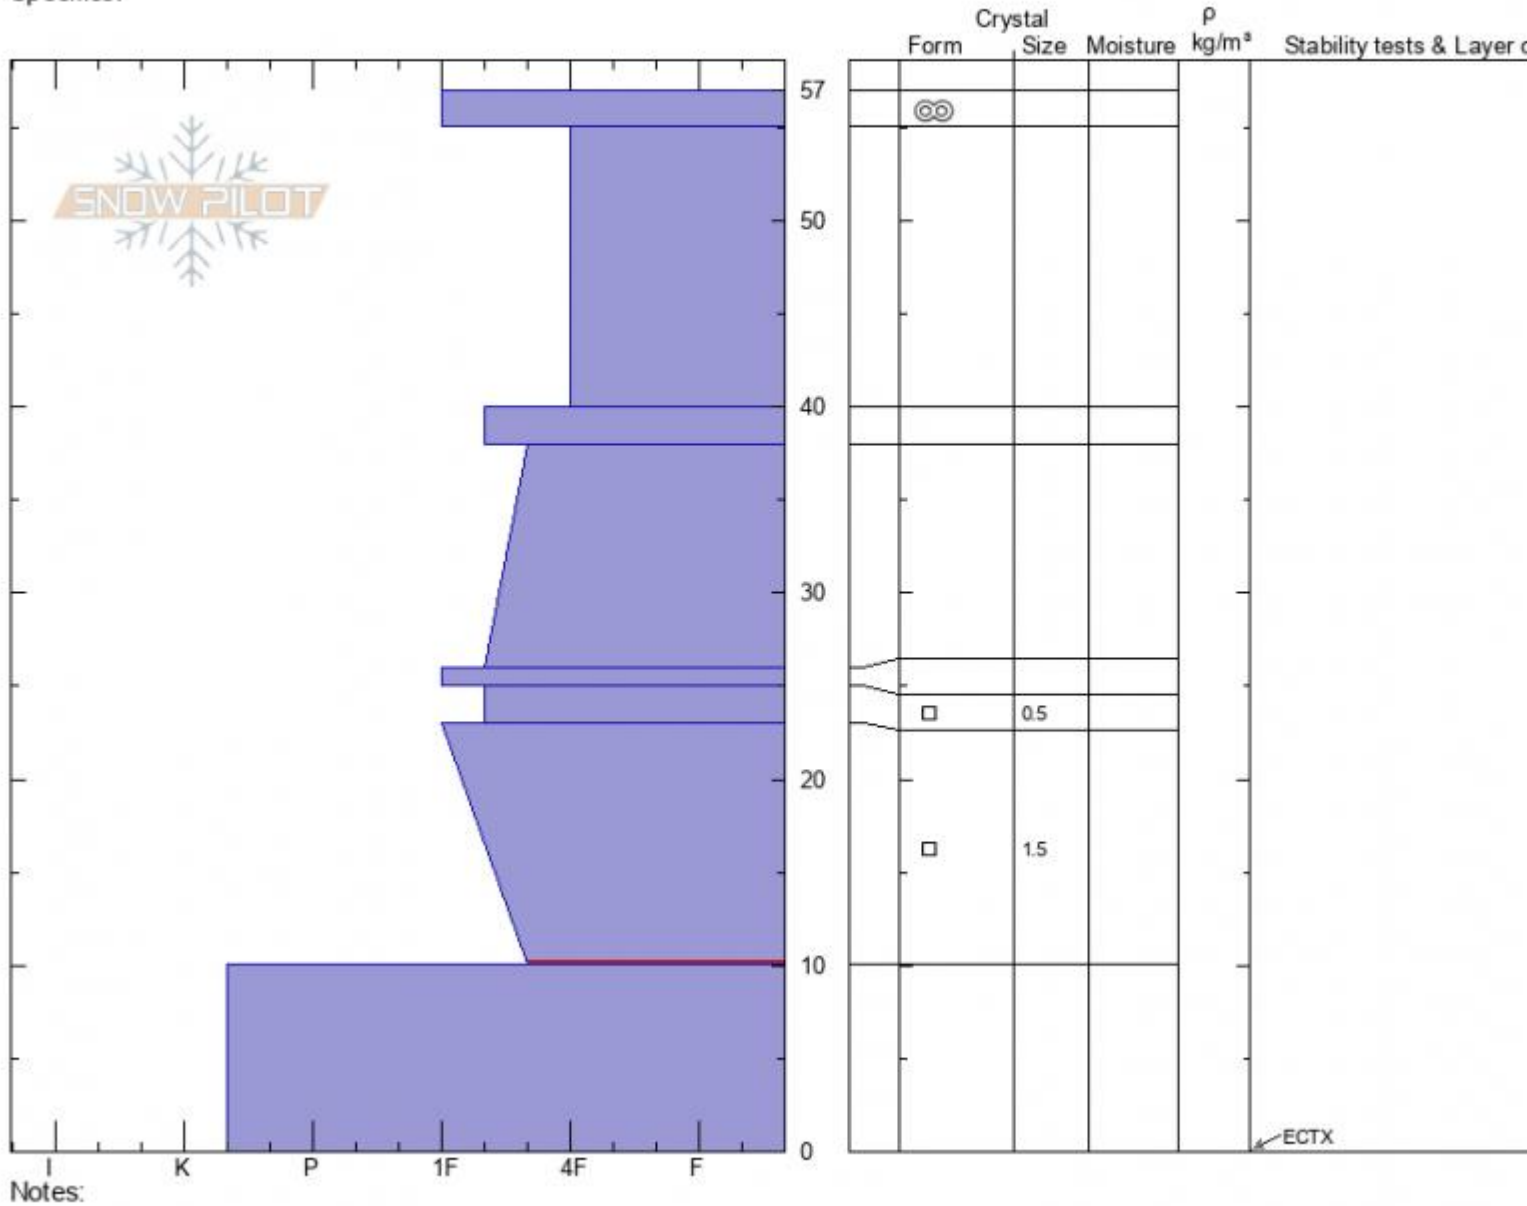 Crystal
ρ
Form Size Moisture kg/m³ Stability tests & Layer c
57
SNOW PILOT
50
40
30
0.5
20
1.5
10
0
ECTX
I K P 1F 4F F
Notes: